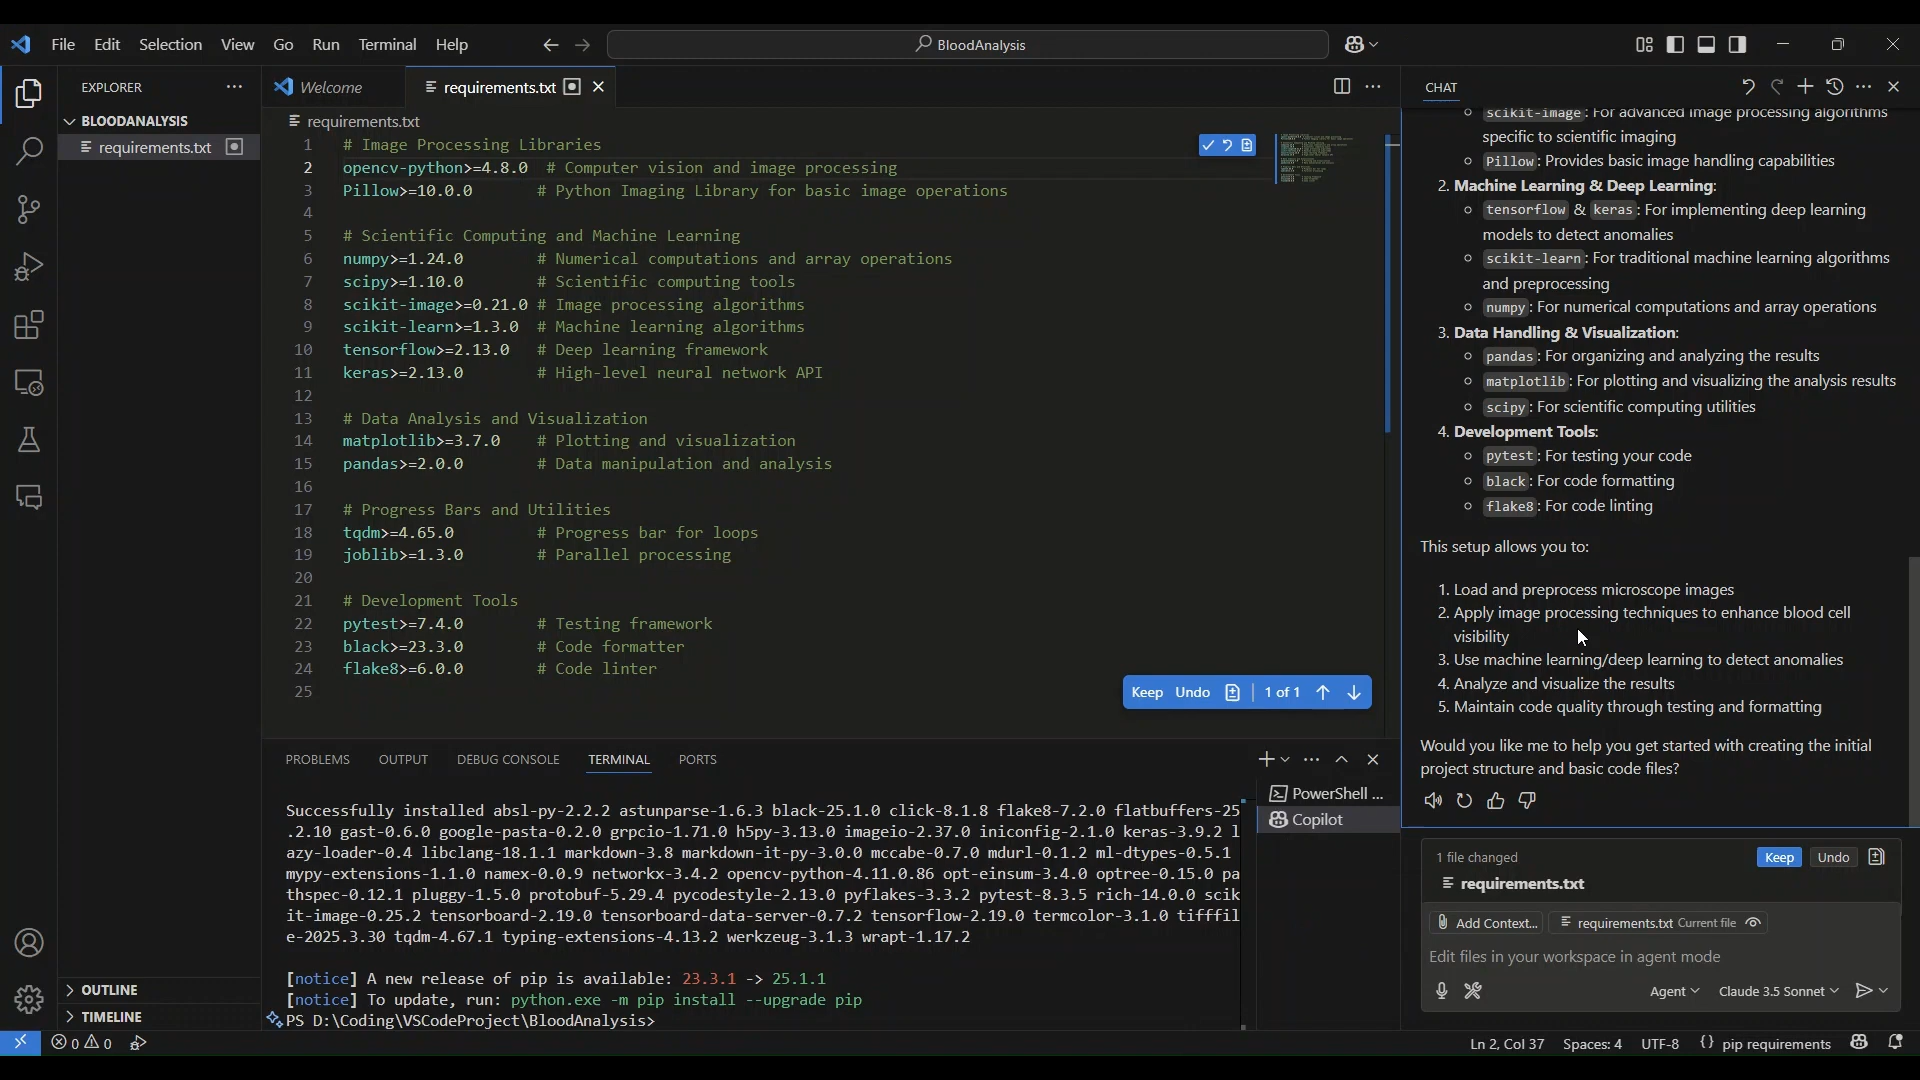 File Edit Selection View Go Run Terminal Help
BloodAnalysis
EXPLORER
BLOODANALYSIS
requirements.txt
OUTLINE
TIMELINE
Welcome
requirements.txt
requirements.txt
1 # Image Processing Libraries
2 opencv-python>=4.8.0 # Computer vision and image processing
3 Pillow>=10.0.0 # Python Imaging Library for basic image operations
4
5 # Scientific Computing and Machine Learning
6 numpy>=1.24.0 # Numerical computations and array operations
7 scipy>=1.10.0 # Scientific computing tools
8 scikit-image>=0.21.0 # Image processing algorithms
9 scikit-learn>=1.3.0 # Machine learning algorithms
10 tensorflow>=2.13.0 # Deep learning framework
11 keras>=2.13.0 # High-level neural network API
12
13 # Data Analysis and Visualization
14 matplotlib>=3.7.0 # Plotting and visualization
15 pandas>=2.0.0 # Data manipulation and analysis
16
17 # Progress Bars and Utilities
18 tqdm>=4.65.0 # Progress bar for loops
19 joblib>=1.3.0 # Parallel processing
20
21 # Development Tools
22 pytest>=7.4.0 # Testing framework
23 black>=23.3.0 # Code formatter
24 flake8>=6.0.0 # Code linter
25
Keep Undo 1 of 1
PROBLEMS OUTPUT DEBUG CONSOLE TERMINAL PORTS
Successfully installed absl-py-2.2.2 astunparse-1.6.3 black-25.1.0 click-8.1.8 flake8-7.2.0 flatbuffers-25
.2.10 gast-0.6.0 google-pasta-0.2.0 grpcio-1.71.0 h5py-3.13.0 imageio-2.37.0 iniconfig-2.1.0 keras-3.9.2 l
azy-loader-0.4 libclang-18.1.1 markdown-3.8 markdown-it-py-3.0.0 mccabe-0.7.0 mdurl-0.1.2 ml-dtypes-0.5.1
mypy-extensions-1.1.0 namex-0.0.9 networkx-3.4.2 opencv-python-4.11.0.86 opt-einsum-3.4.0 optree-0.15.0 pa
thspec-0.12.1 pluggy-1.5.0 protobuf-5.29.4 pycodestyle-2.13.0 pyflakes-3.3.2 pytest-8.3.5 rich-14.0.0 scik
it-image-0.25.2 tensorboard-2.19.0 tensorboard-data-server-0.7.2 tensorflow-2.19.0 termcolor-3.1.0 tifffil
e-2025.3.30 tqdm-4.67.1 typing-extensions-4.13.2 werkzeug-3.1.3 wrapt-1.17.2
[notice] A new release of pip is available: 23.3.1 -> 25.1.1
[notice] To update, run: python.exe -m pip install --upgrade pip
PS D:\Coding\VSCodeProject\BloodAnalysis>
PowerShell ...
Copilot
CHAT
scikit-image: For advanced image processing algorithms
specific to scientific imaging
Pillow: Provides basic image handling capabilities
2. Machine Learning & Deep Learning:
tensorflow & keras: For implementing deep learning
models to detect anomalies
scikit-learn: For traditional machine learning algorithms
and preprocessing
numpy: For numerical computations and array operations
3. Data Handling & Visualization:
pandas: For organizing and analyzing the results
matplotlib: For plotting and visualizing the analysis results
scipy: For scientific computing utilities
4. Development Tools:
pytest: For testing your code
black: For code formatting
flake8: For code linting
This setup allows you to:
1. Load and preprocess microscope images
2. Apply image processing techniques to enhance blood cell
visibility
3. Use machine learning/deep learning to detect anomalies
4. Analyze and visualize the results
5. Maintain code quality through testing and formatting
Would you like me to help you get started with creating the initial
project structure and basic code files?
1 file changed Keep Undo
requirements.txt
Add Context... requirements.txt Current file
Edit files in your workspace in agent mode
Agent Claude 3.5 Sonnet
0 0
Ln 2, Col 37 Spaces: 4 UTF-8 {} pip requirements